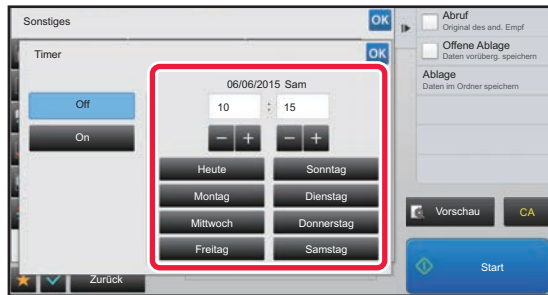 Sonstiges
OK
Timer
OK
Off
On
06/06/2015 Sam
10 : 15
Heute
Sonntag
Montag
Dienstag
Mittwoch
Donnerstag
Freitag
Samstag
Zurück
Abruf
Original des and. Empf
Offene Ablage
Daten vorüberg. speichern
Ablage
Daten im Ordner speichern
Vorschau
CA
Start